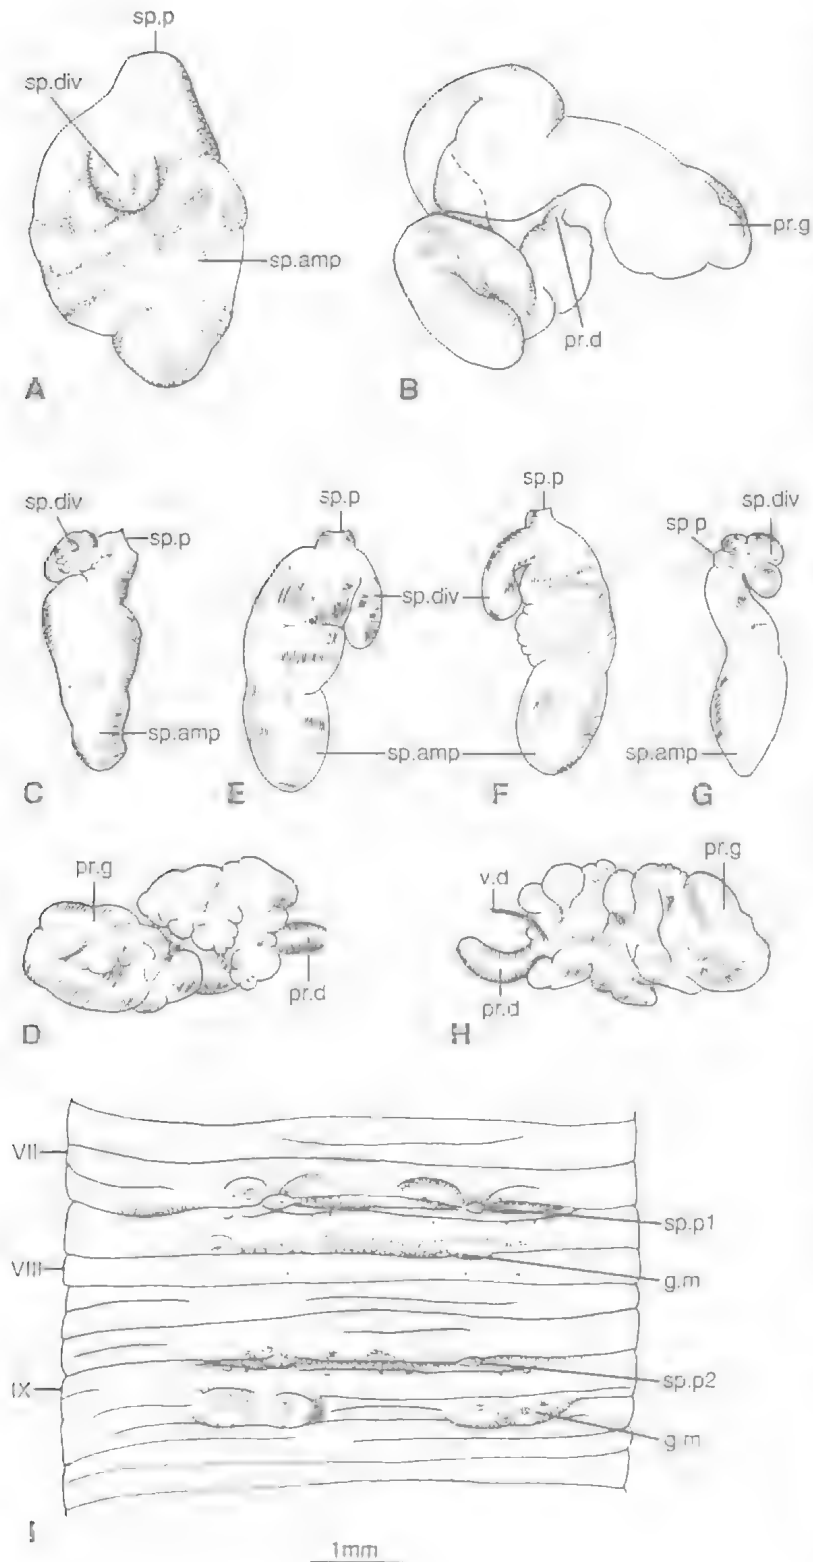 sp.p
sp.div
sp.amp
A
pr.g
pr.d
B
sp.div
sp.p
sp.amp
C
sp.p
sp.div
sp.amp
E
sp.p
F
sp.p
sp.div
sp.amp
G
pr.g
pr.d
D
v.d
pr.g
pr.d
H
VII
sp.p1
VIII
g.m
sp.p2
IX
g.m
I
1mm